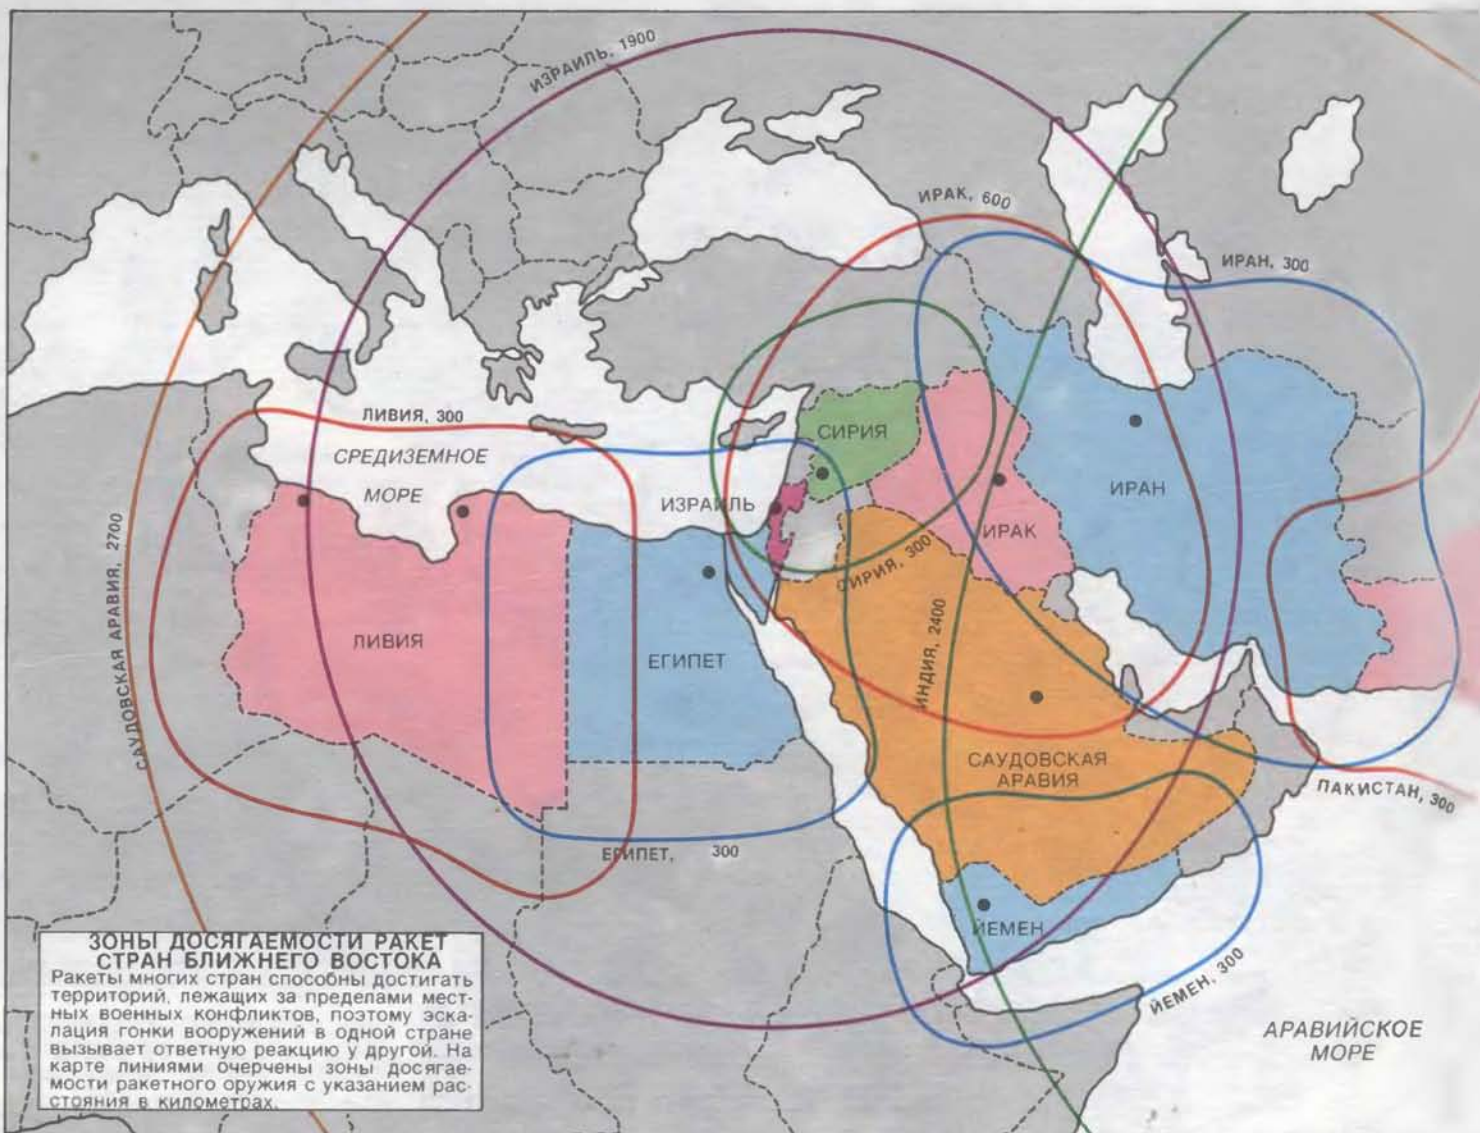 ИЗРАИЛЬ, 1900
ИРАК, 600
ИРАН, 300
ЛИВИЯ, 300
СРЕДИЗЕМНОЕ
МОРЕ
СИРИЯ
ИЗРАИЛЬ
ИРАН
ИРАК
СИРИЯ, 300
САУДОВСКАЯ АРАВИЯ, 2700
ЛИВИЯ
ЕГИПЕТ
ИНДИЯ, 2400
САУДОВСКАЯ
АРАВИЯ
ПАКИСТАН, 300
ЕГИПЕТ, 300
ЙЕМЕН
ЙЕМЕН, 300
АРАВИЙСКОЕ
МОРЕ
ЗОНЫ ДОСЯГАЕМОСТИ РАКЕТ
СТРАН БЛИЖНЕГО ВОСТОКА
Ракеты многих стран способны достигать
территорий, лежащих за пределами мест-
ных военных конфликтов, поэтому эска-
лация гонки вооружений в одной стране
вызывает ответную реакцию у другой. На
карте линиями очерчены зоны досягае-
мости ракетного оружия с указанием рас-
стояния в километрах.